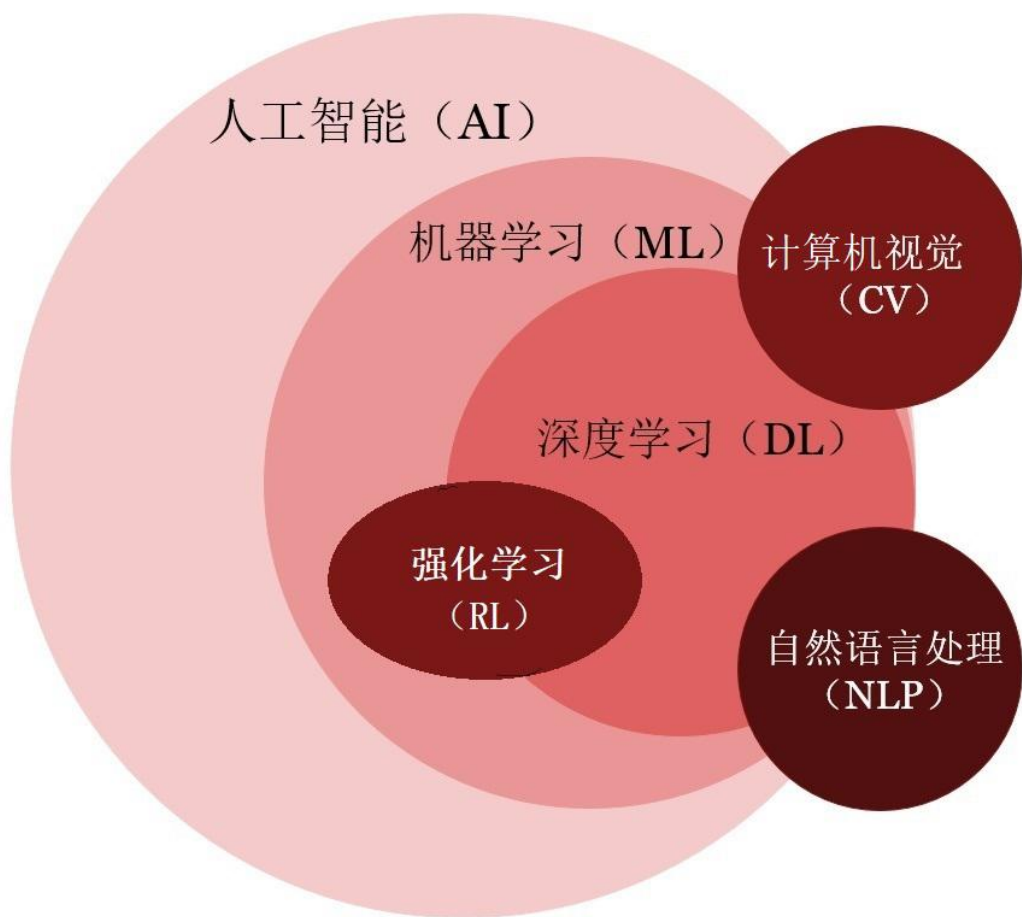 人工智能（AI）
机器学习（ML）
计算机视觉
（CV）
深度学习（DL）
强化学习
（RL）
自然语言处理
（NLP）